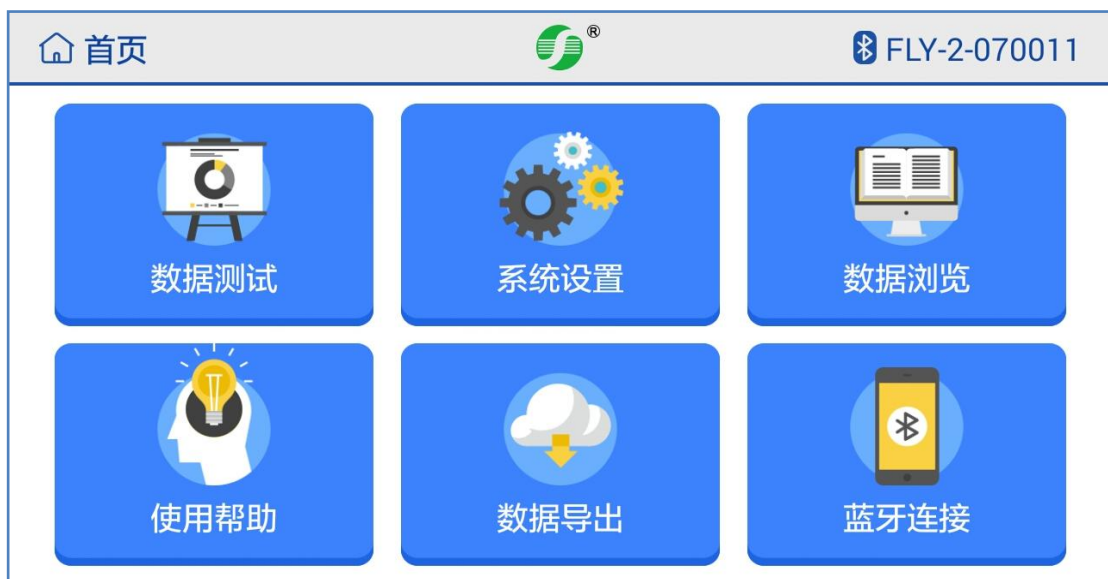 首页
®
FLY-2-070011
数据测试
系统设置
数据浏览
使用帮助
数据导出
蓝牙连接